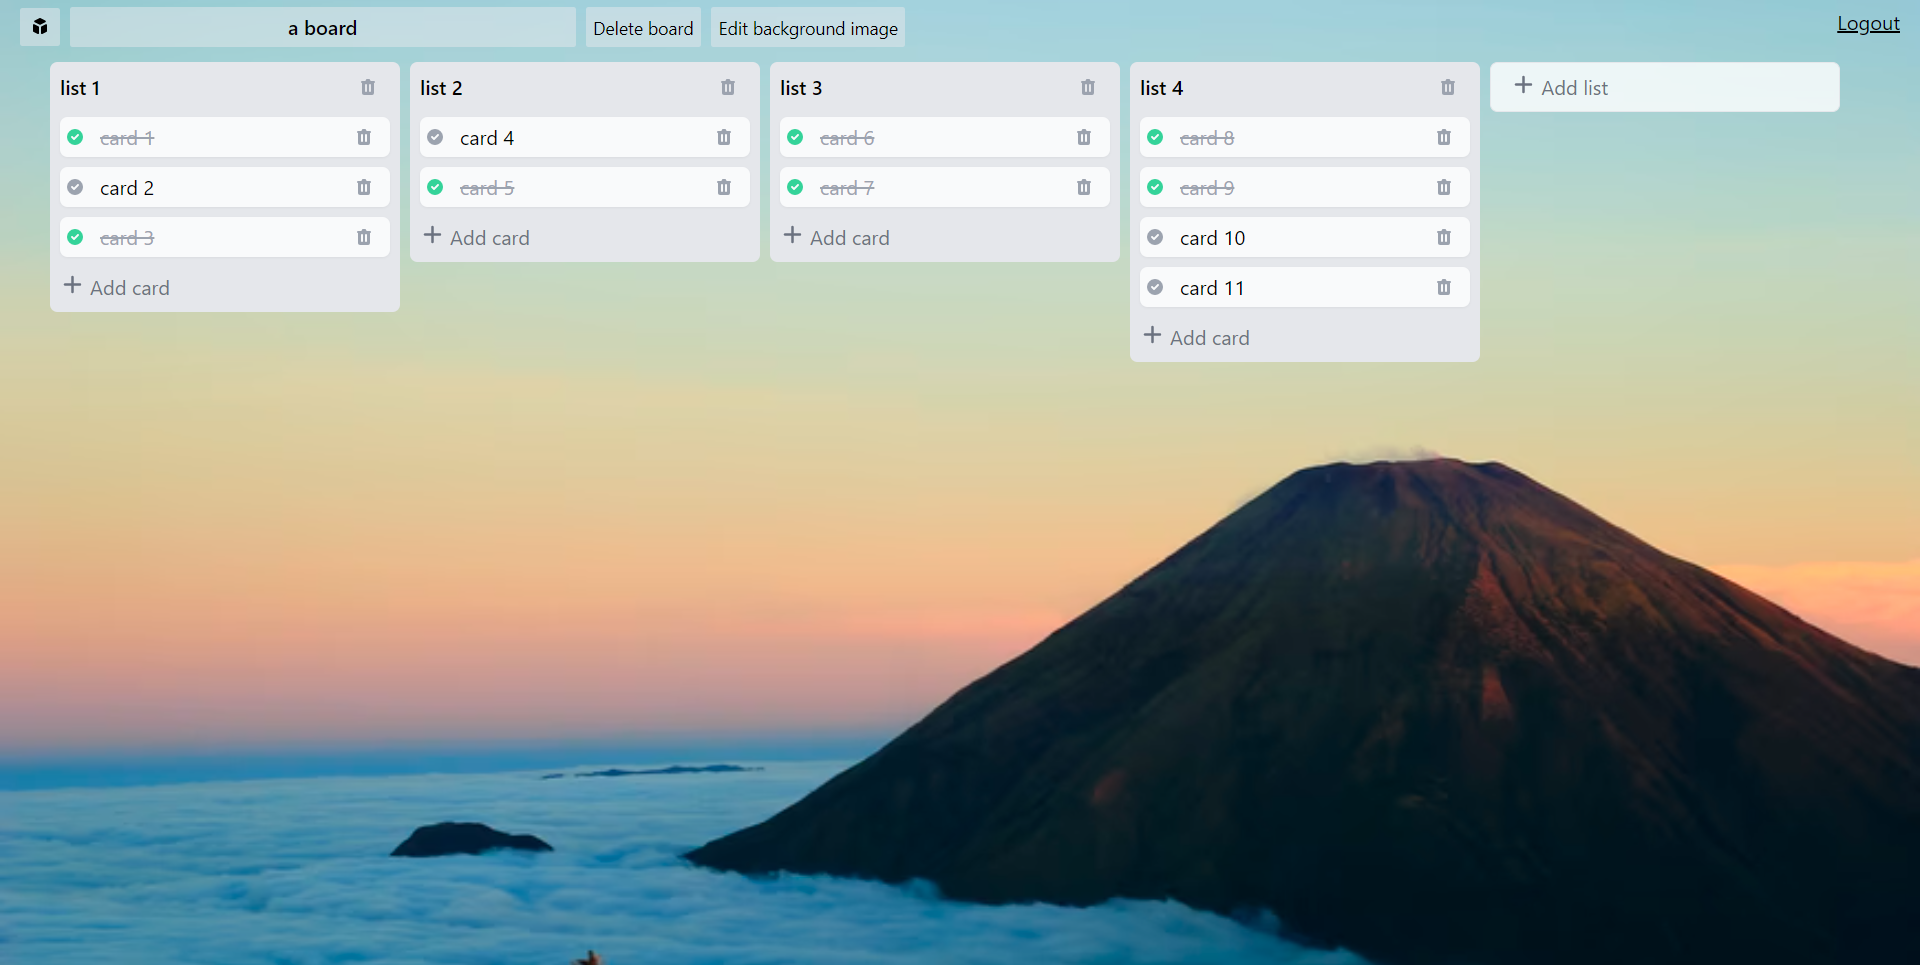 a board
Delete board
Edit background image
Logout
list 1
card 1
card 2
card 3
Add card
list 2
card 4
card 5
Add card
list 3
card 6
card 7
Add card
list 4
card 8
card 9
card 10
card 11
Add card
Add list